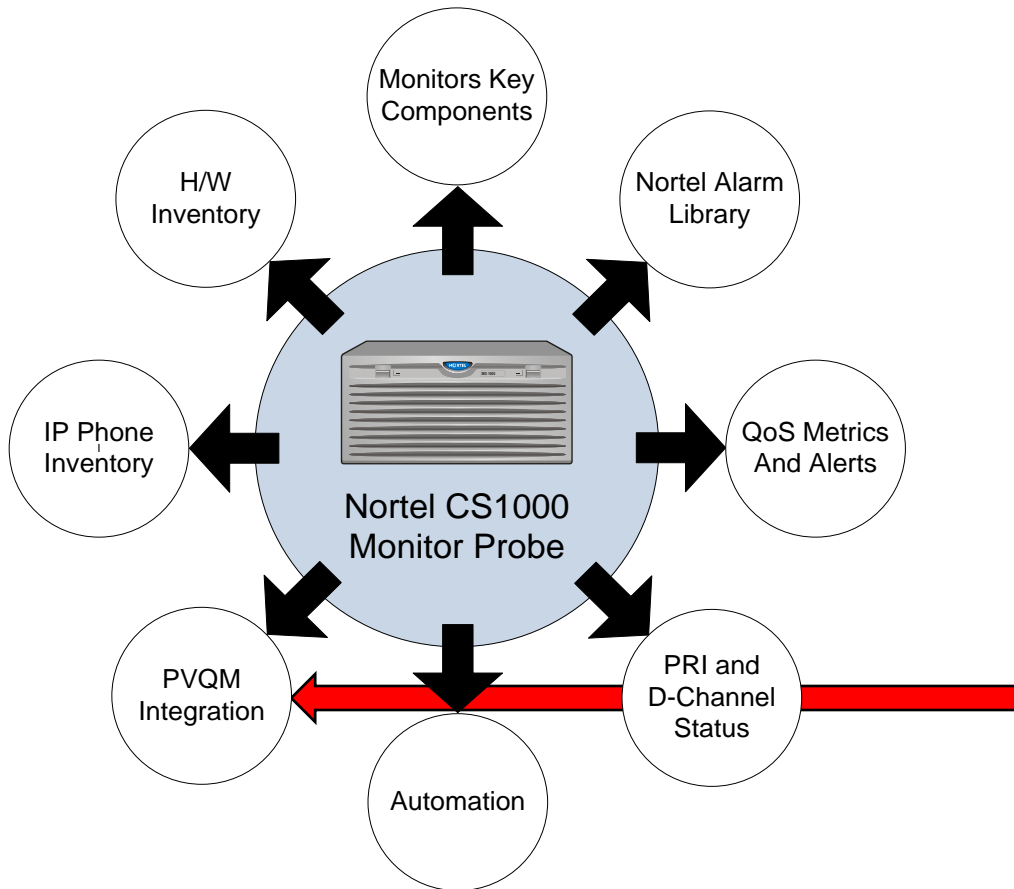 Monitors Key
Components
H/W
Inventory
Nortel Alarm
Library
NORTEL
IP Phone
Inventory
QoS Metrics
And Alerts
Nortel CS1000
Monitor Probe
PVQM
Integration
PRI and
D-Channel
Status
Automation